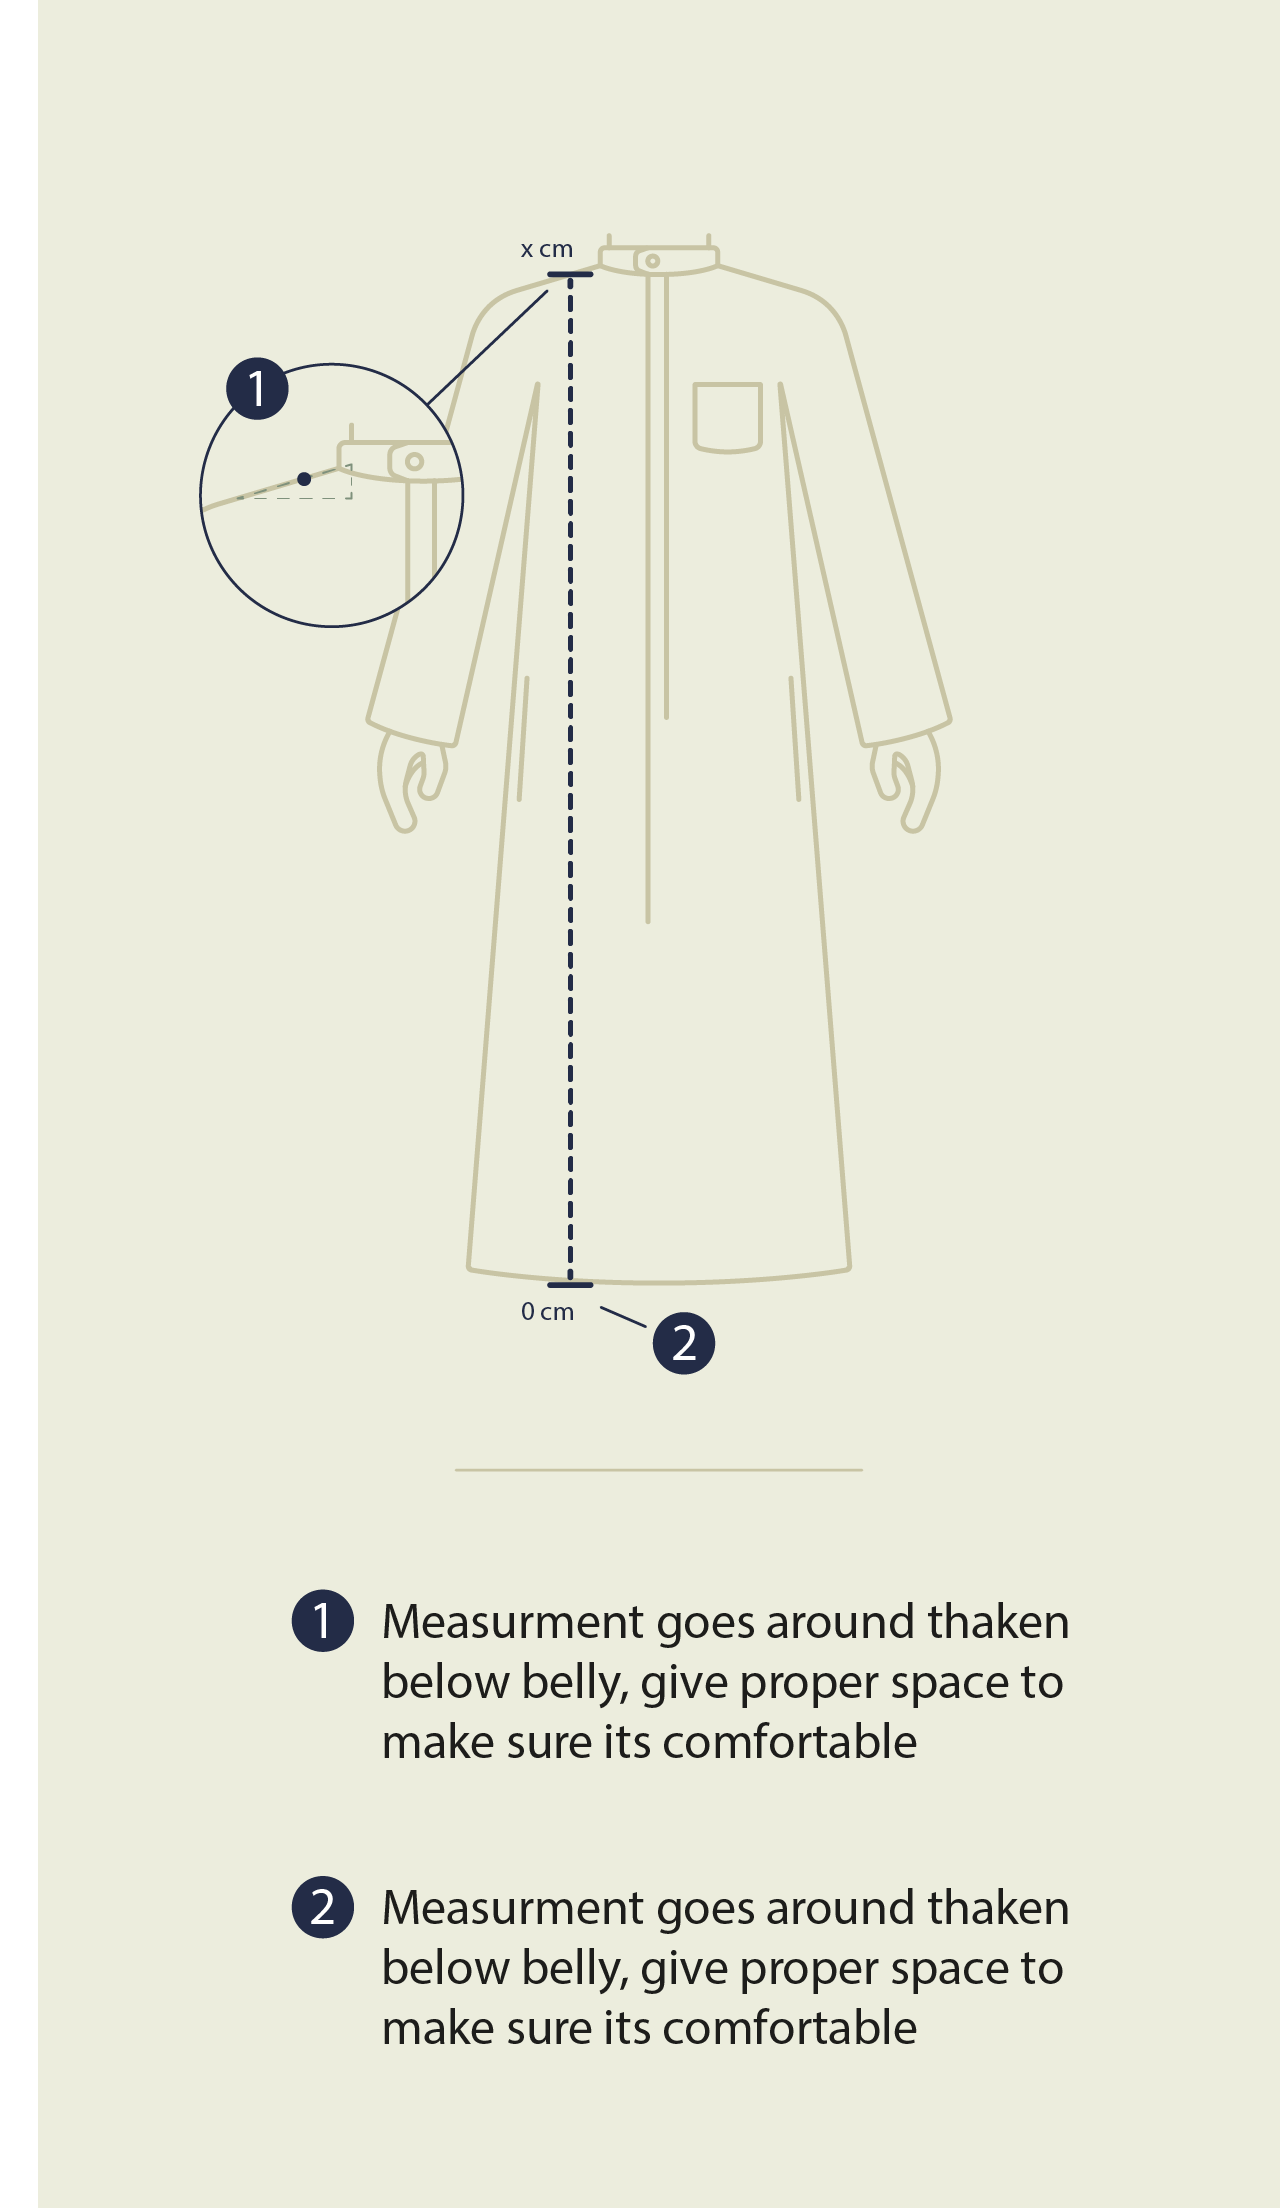 x cm
1
0 cm
2
1 Measurment goes around thaken
below belly, give proper space to
make sure its comfortable
2 Measurment goes around thaken
below belly, give proper space to
make sure its comfortable